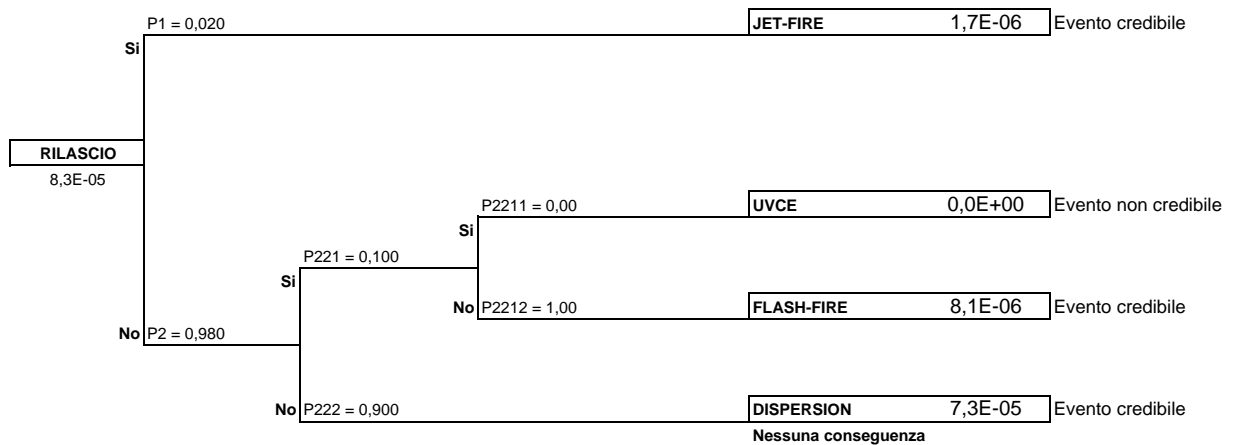 P1 = 0,020
JET-FIRE 1,7E-06 Evento credibile
Si
RILASCIO
8,3E-05
P2211 = 0,00
UVCE 0,0E+00 Evento non credibile
Si
P221 = 0,100
Si
No P2212 = 1,00
FLASH-FIRE 8,1E-06 Evento credibile
No P2 = 0,980
No P222 = 0,900
DISPERSION 7,3E-05 Evento credibile
Nessuna conseguenza